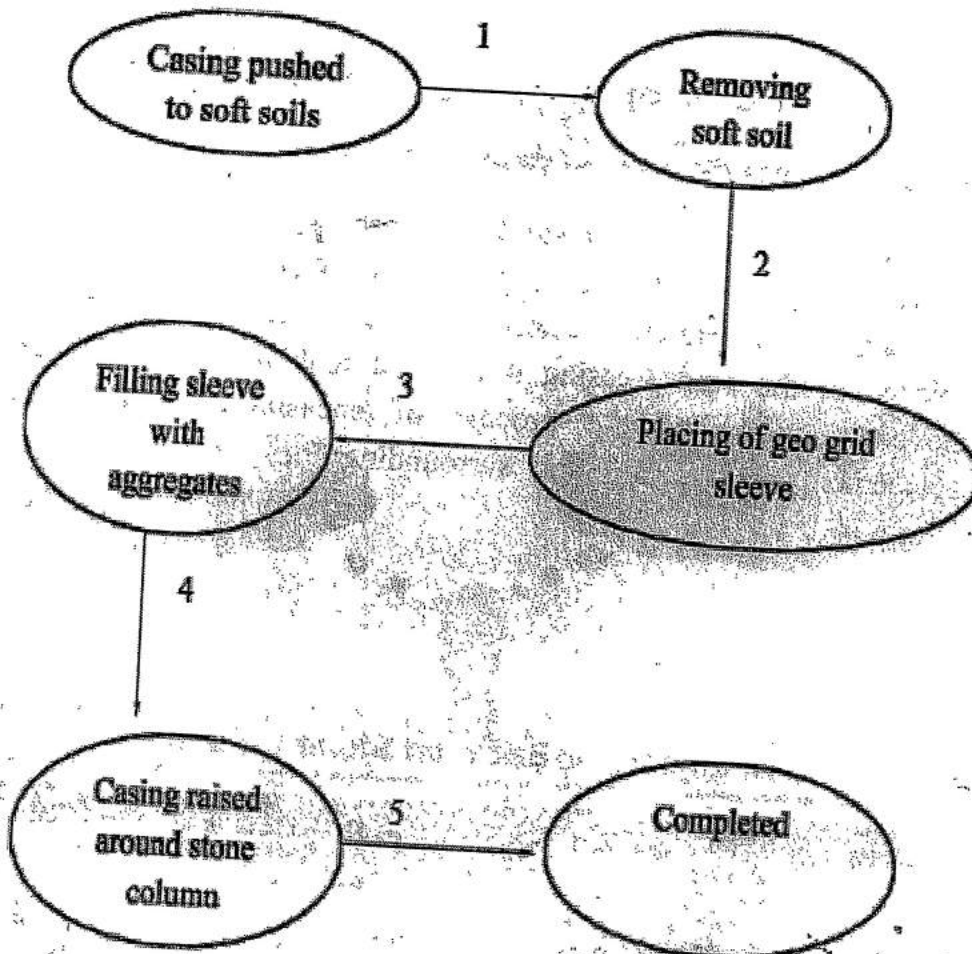 Casing pushed
to soft soils
1
Removing
soft soil
2
Placing of geo grid
sleeve
3
Filling sleeve
with
aggregates
4
Casing raised
around stone
column
5
Completed